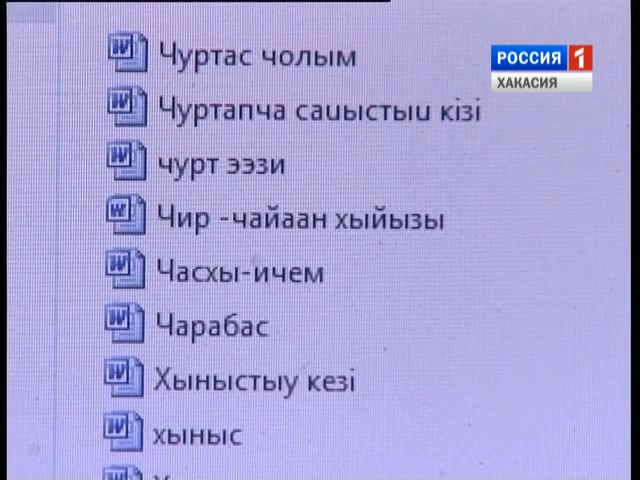 Чуртас чолым
РОССИЯ 1
ХАКАСИЯ
Чуртапча саиыстыи кiзi
чурт ээзи
Чир -чайаан хыйызы
Часхы-ичем
Чарабас
Хыныстыу кезi
хыныс